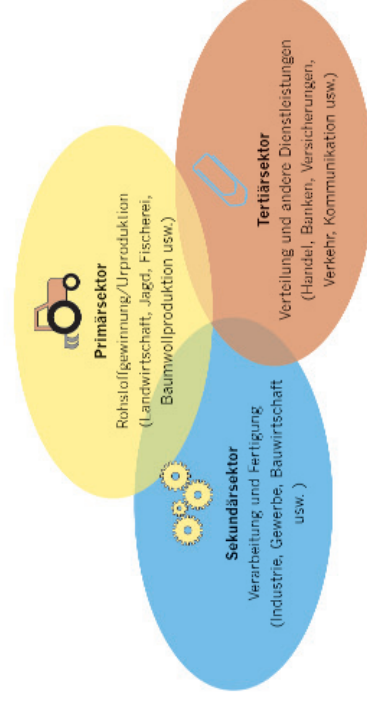 Primärsektor
Rohstoffgewinnung/Urproduktion
(Landwirtschaft, Jagd, Fischerei,
Baumwollproduktion usw.)
Sekundärsektor
Verarbeitung und Fertigung
(Industrie, Gewerbe, Bauwirtschaft
usw. )
Tertiärsektor
Verteilung und andere Dienstleistungen
(Handel, Banken, Versicherungen,
Verkehr, Kommunikation usw.)